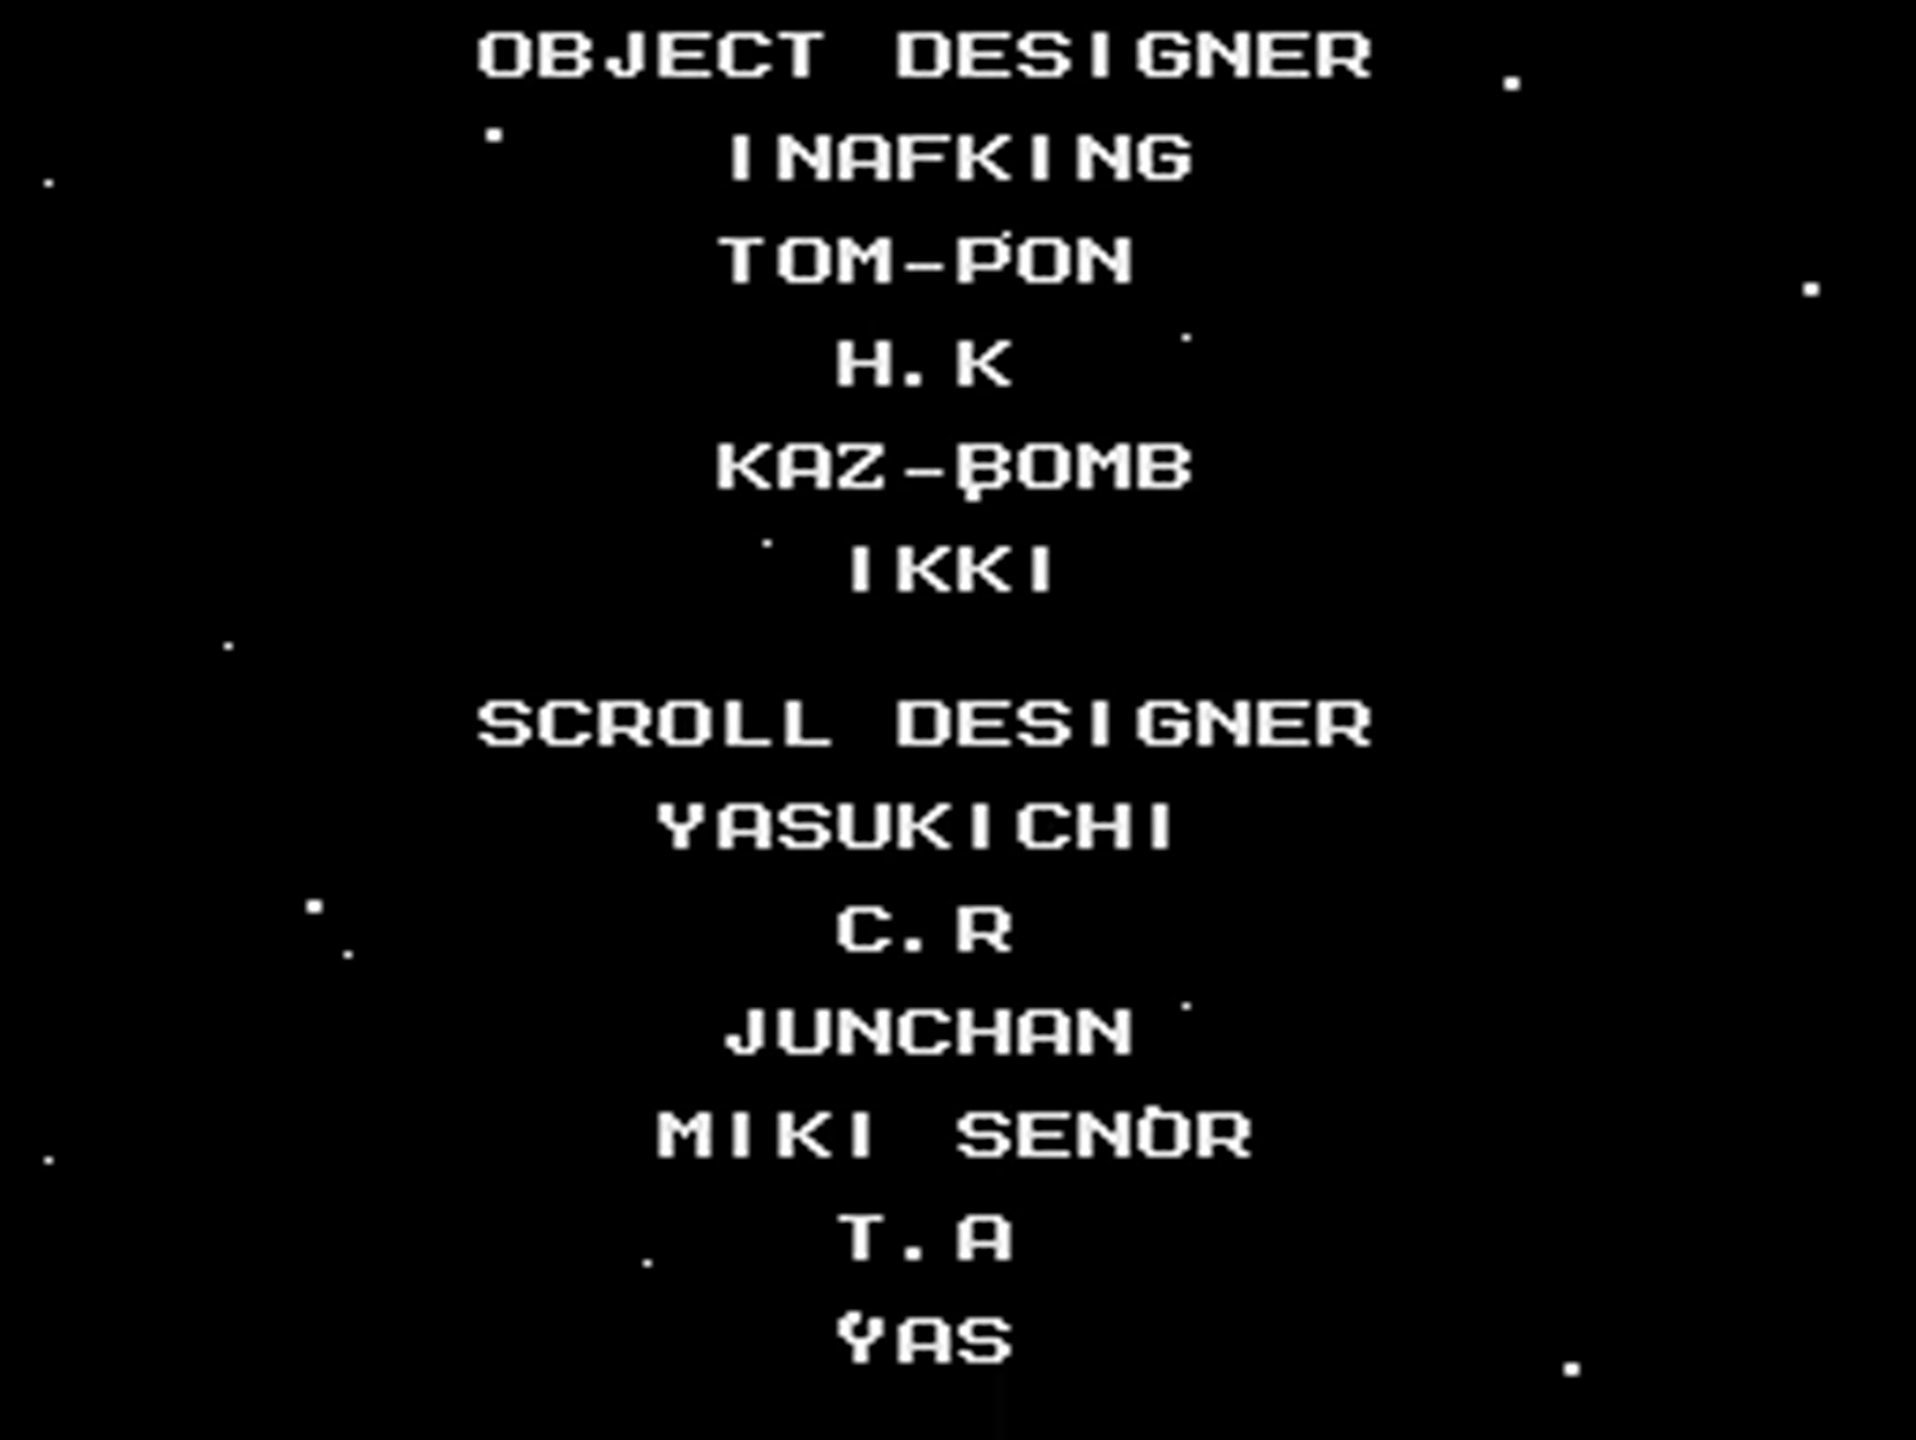 OBJECT DESIGNER
INAFKING
TOM-PON
H.K
KAZ-BOMB
IKKI
SCROLL DESIGNER
YASUKICHI
C.R
JUNCHAN
MIKI SENOR
T.A
YAS